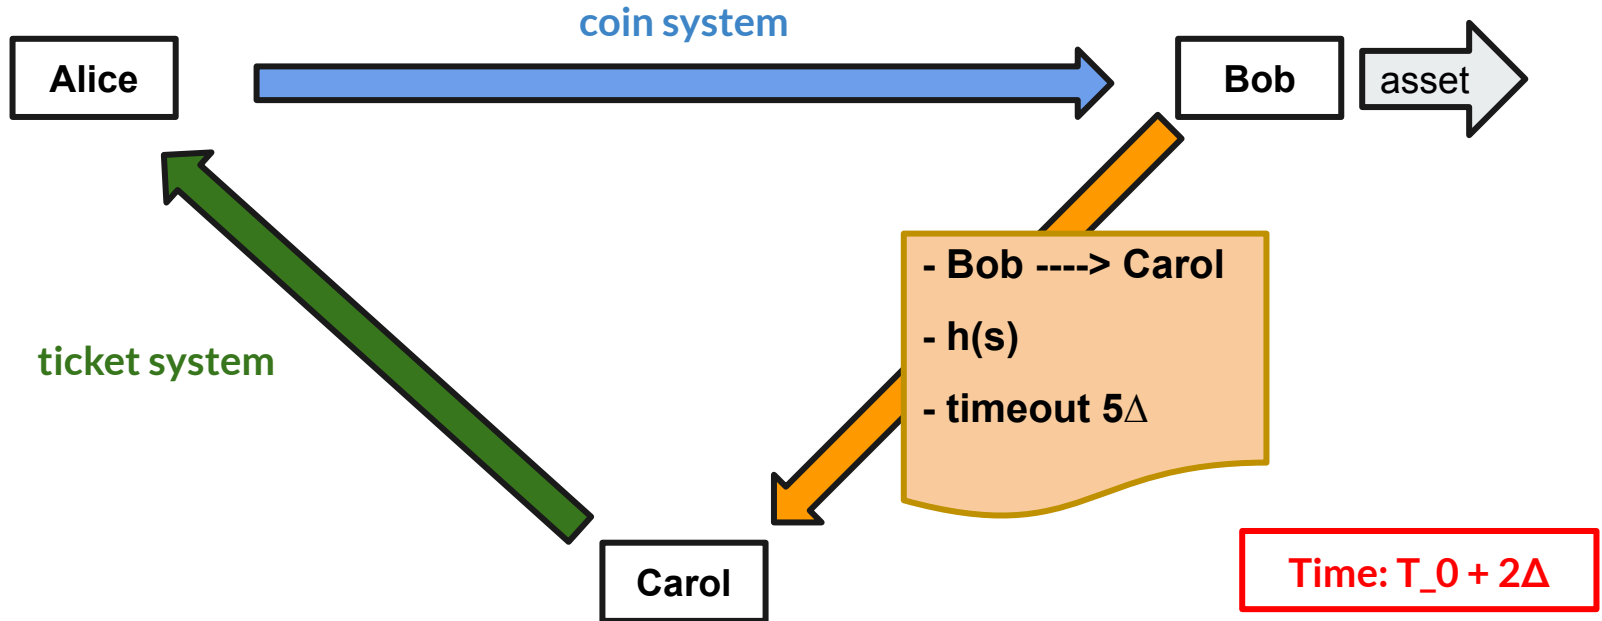 coin system
Alice
Bob
asset
- Bob ----> Carol
- h(s)
- timeout 5Δ
ticket system
Carol
Time: T_0 + 2Δ